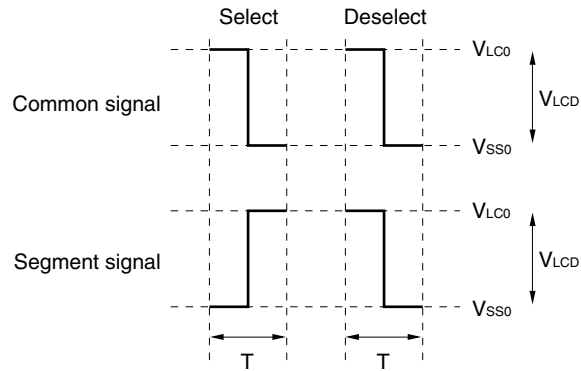 Select Deselect
VLC0
Common signal VLCD
VSS0
VLC0
Segment signal VLCD
VSS0
T T